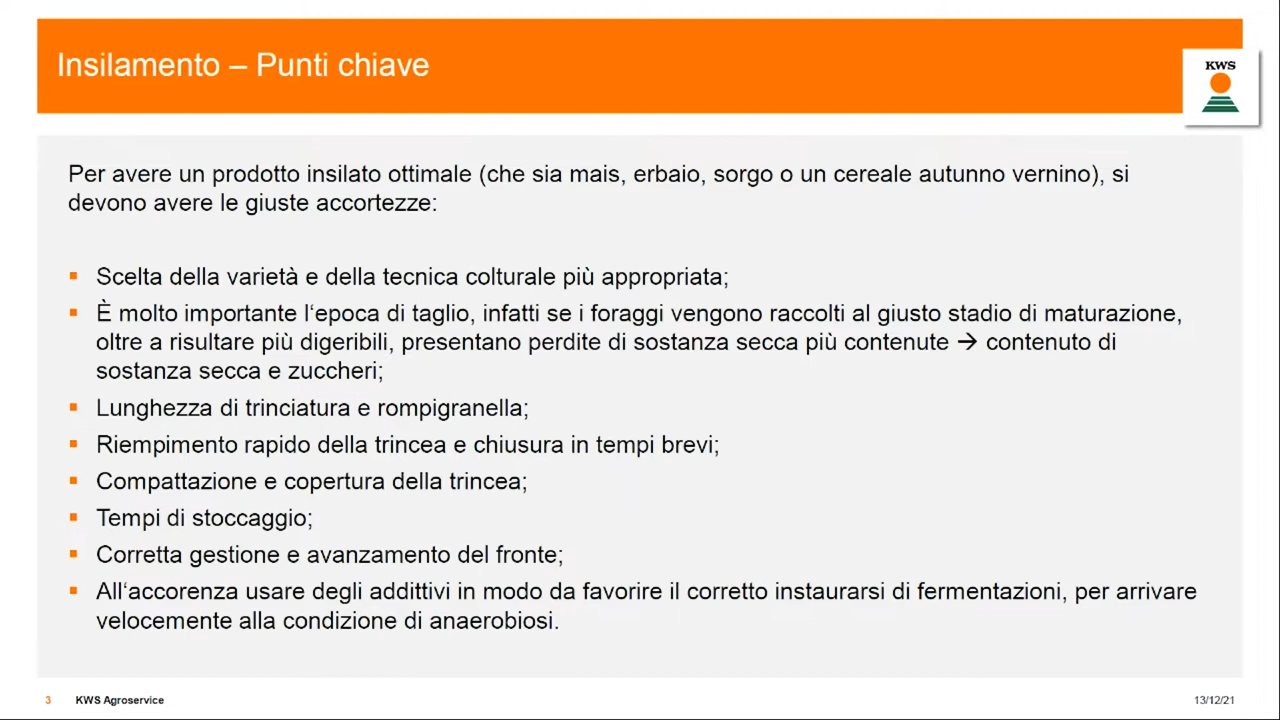 Insilamento – Punti chiave
KWS
Per avere un prodotto insilato ottimale (che sia mais, erbaio, sorgo o un cereale autunno vernino), si
devono avere le giuste accortezze:
▪ Scelta della varietà e della tecnica colturale più appropriata;
▪ È molto importante l‘epoca di taglio, infatti se i foraggi vengono raccolti al giusto stadio di maturazione,
oltre a risultare più digeribili, presentano perdite di sostanza secca più contenute → contenuto di
sostanza secca e zuccheri;
▪ Lunghezza di trinciatura e rompigranella;
▪ Riempimento rapido della trincea e chiusura in tempi brevi;
▪ Compattazione e copertura della trincea;
▪ Tempi di stoccaggio;
▪ Corretta gestione e avanzamento del fronte;
▪ All‘accorenza usare degli addittivi in modo da favorire il corretto instaurarsi di fermentazioni, per arrivare
velocemente alla condizione di anaerobiosi.
3 KWS Agroservice 13/12/21